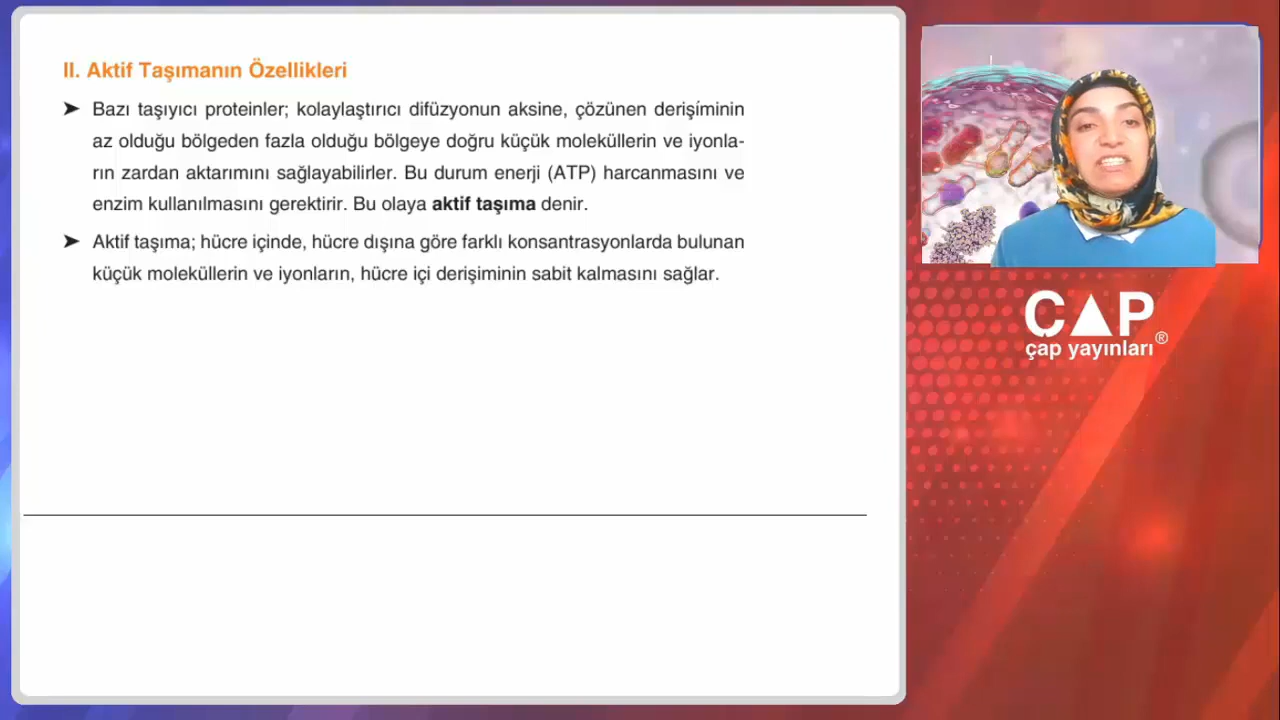 II. Aktif Taşımanın Özellikleri
➤ Bazı taşıyıcı proteinler; kolaylaştırıcı difüzyonun aksine, çözünen derişiminin
az olduğu bölgeden fazla olduğu bölgeye doğru küçük moleküllerin ve iyonla-
rın zardan aktarımını sağlayabilirler. Bu durum enerji (ATP) harcanmasını ve
enzim kullanılmasını gerektirir. Bu olaya aktif taşıma denir.
➤ Aktif taşıma; hücre içinde, hücre dışına göre farklı konsantrasyonlarda bulunan
küçük moleküllerin ve iyonların, hücre içi derişiminin sabit kalmasını sağlar.
ÇAP
çap yayınları®